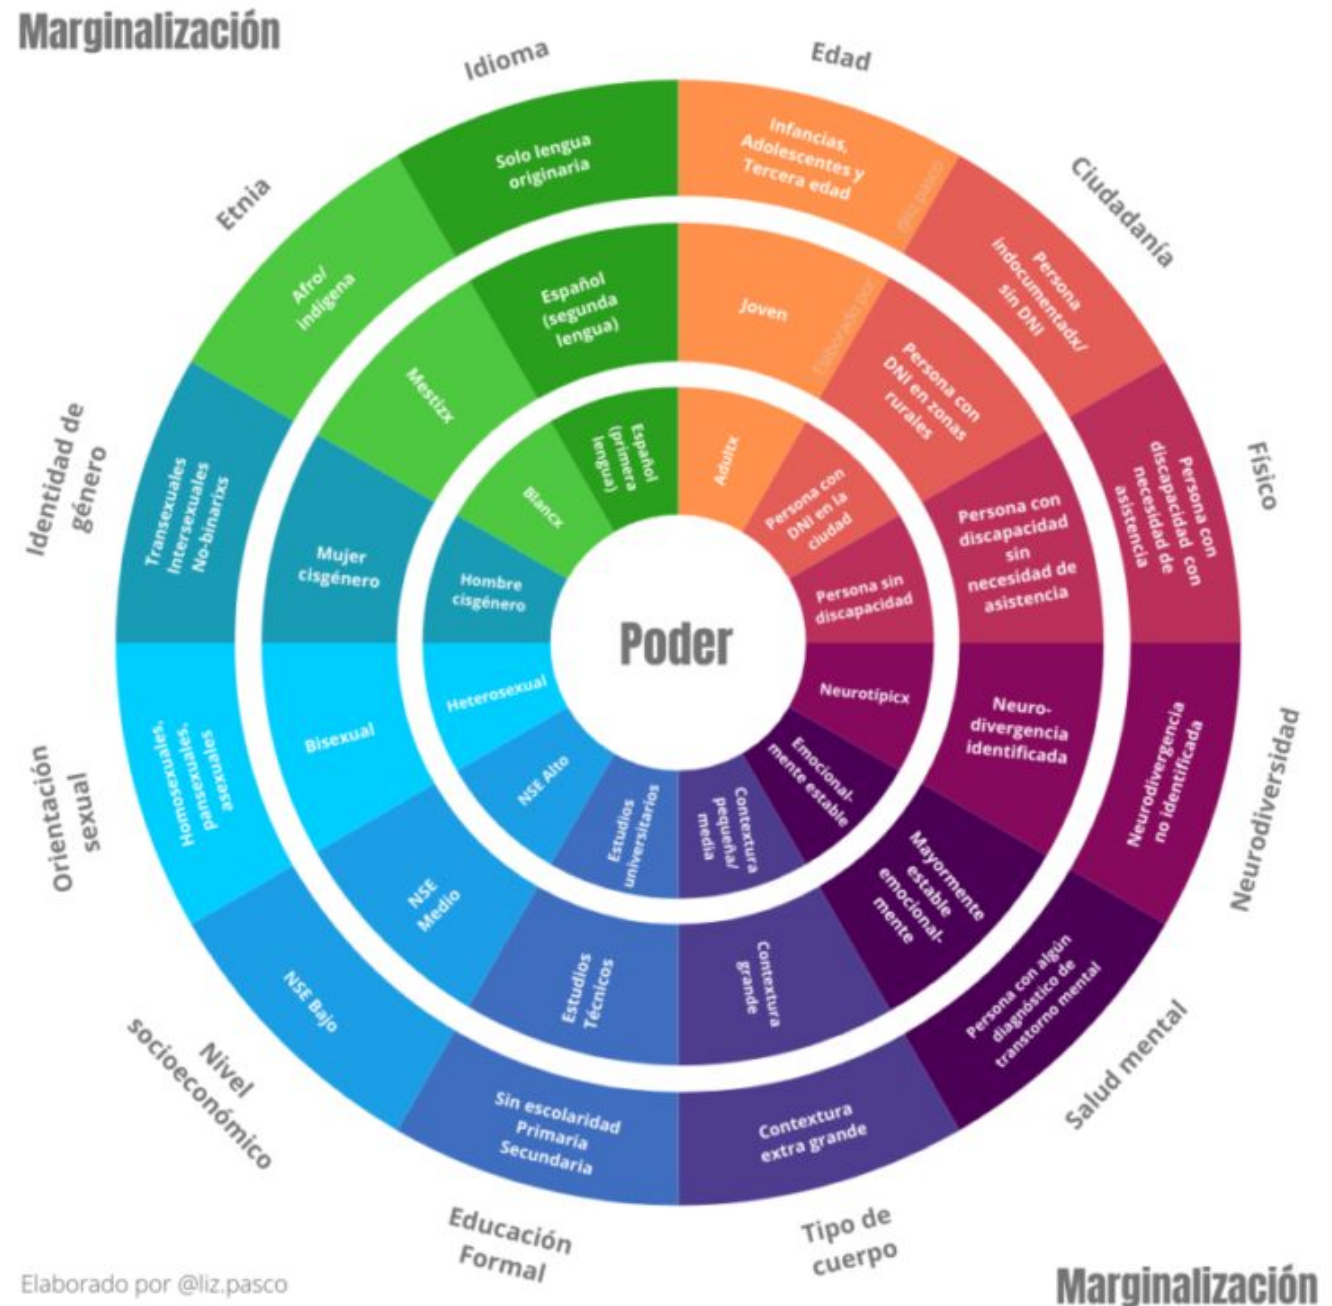 Marginalización
Idioma
Edad
Ciudadanía
Físico
Neurodiversidad
Salud mental
Tipo de
cuerpo
Educación
Formal
Nivel
socioeconómico
Orientación
sexual
Identidad de
género
Etnia
Solo lengua
originaria
Infancias,
Adolescentes y
Tercera edad
@liz.pasco
Persona
indocumentadx/
sin DNI
Persona con
discapacidad con
necesidad de
asistencia
Neurodivergencia
no identificada
Persona con algún
diagnóstico de
transtorno mental
Contextura
extra grande
Sin escolaridad
Primaria
Secundaria
NSE Bajo
Homosexuales,
pansexuales,
asexuales
Transexuales
Intersexuales
No-binarixs
Afro/
indígena
Español
(segunda
lengua)
Joven
Elaborado por
Persona con
DNI en zonas
rurales
Persona con
discapacidad
sin
necesidad de
asistencia
Neuro-
divergencia
identificada
Mayormente
estable
emocional-
mente
Contextura
grande
Estudios
Técnicos
NSE
Medio
Bisexual
Mujer
cisgénero
Mestizx
Español
(primera
lengua)
Adultx
Persona con
DNI en la
ciudad
Persona sin
discapacidad
Neurotípicx
Emocional-
mente estable
Contextura
pequeña/
media
Estudios
universitarios
NSE Alto
Heterosexual
Hombre
cisgénero
Blancx
Poder
Elaborado por @liz.pasco
Marginalización